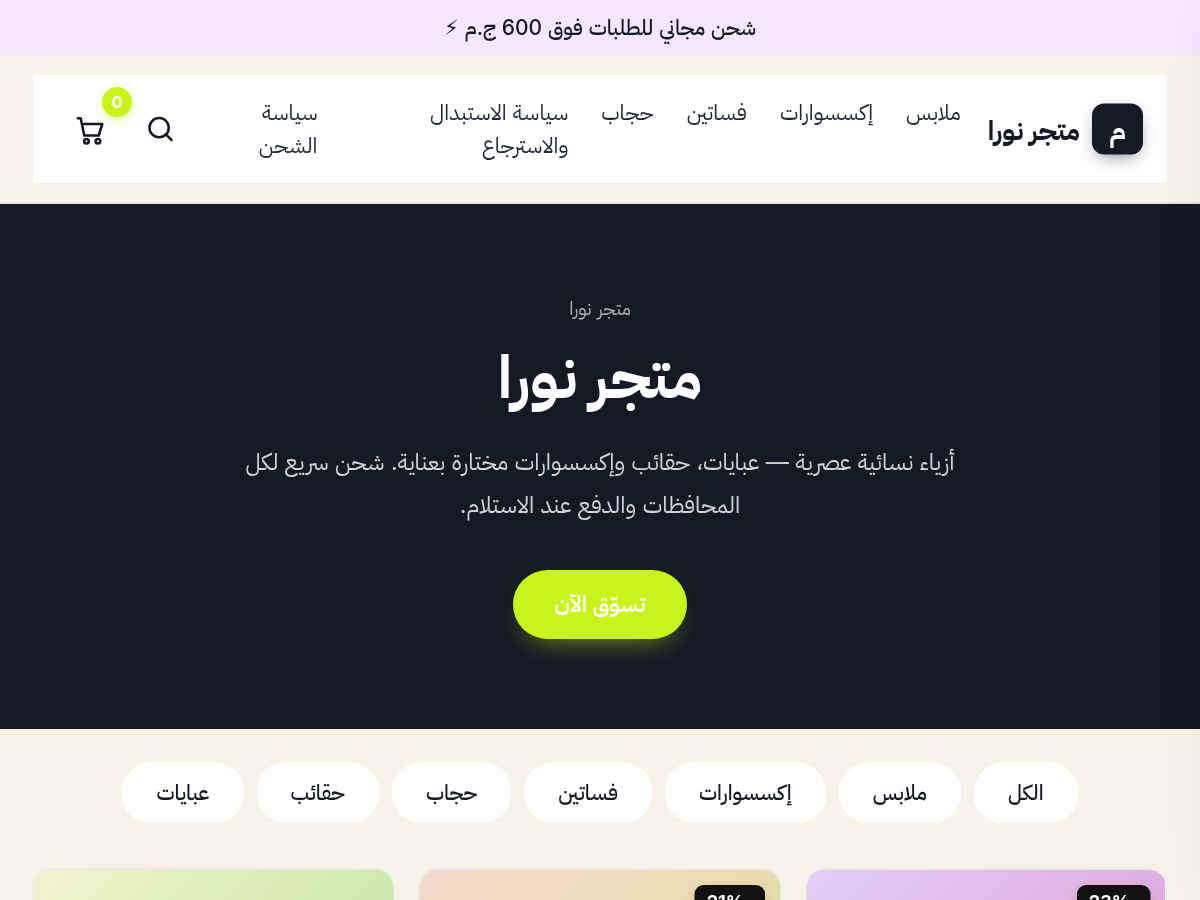 شحن مجاني للطلبات فوق 600 ج.م ⚡
م
متجر نورا
ملابس
إكسسوارات
فساتين
حجاب
سياسة الاستبدال
والاسترجاع
سياسة
الشحن
0
متجر نورا
متجر نورا
أزياء نسائية عصرية — عبايات، حقائب وإكسسوارات مختارة بعناية. شحن سريع لكل
المحافظات والدفع عند الاستلام.
تسوّق الآن
الكل
ملابس
إكسسوارات
فساتين
حجاب
حقائب
عبايات